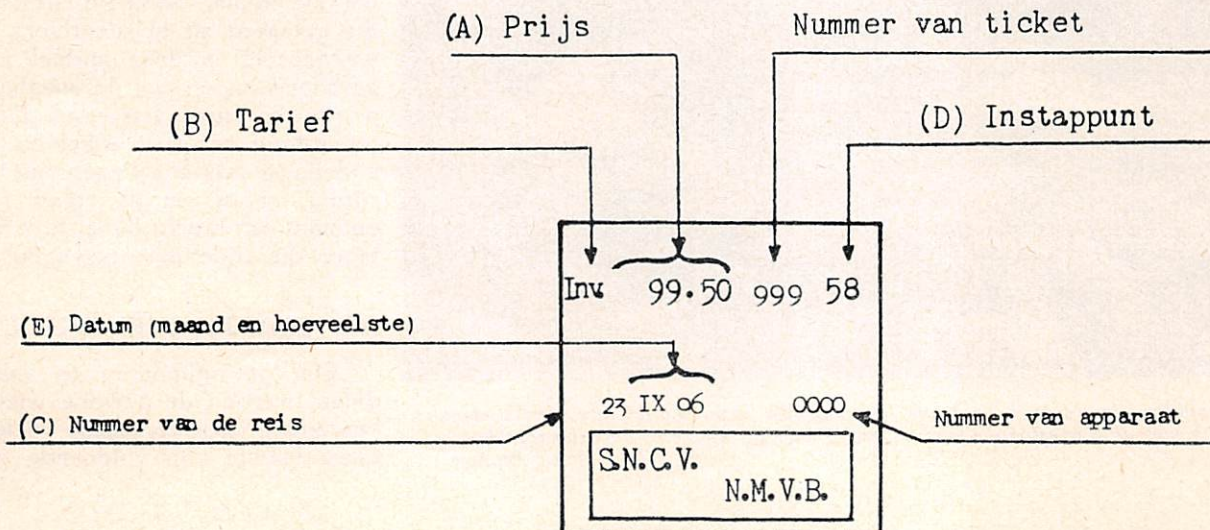 (A) Prijs
Nummer van ticket
(B) Tarief
(D) Instappunt
Inv 99.50 999 58
(E) Datum (maand en hoeveelste)
23 IX 06 0000
(C) Nummer van de reis
Nummer van apparaat
S.N.C.V.
N.M.V.B.